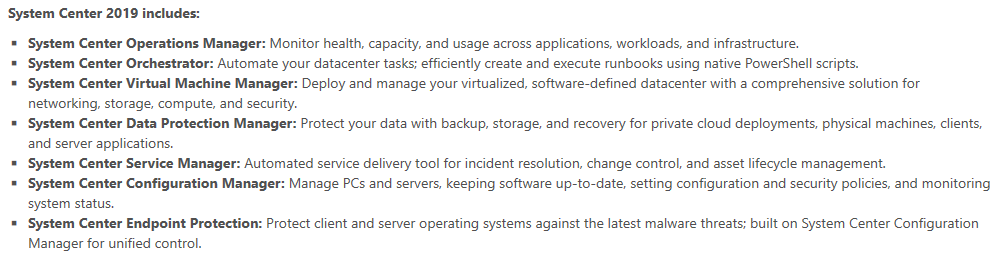 System Center 2019 includes:
▪ System Center Operations Manager: Monitor health, capacity, and usage across applications, workloads, and infrastructure.
▪ System Center Orchestrator: Automate your datacenter tasks; efficiently create and execute runbooks using native PowerShell scripts.
▪ System Center Virtual Machine Manager: Deploy and manage your virtualized, software-defined datacenter with a comprehensive solution for
networking, storage, compute, and security.
▪ System Center Data Protection Manager: Protect your data with backup, storage, and recovery for private cloud deployments, physical machines, clients,
and server applications.
▪ System Center Service Manager: Automated service delivery tool for incident resolution, change control, and asset lifecycle management.
▪ System Center Configuration Manager: Manage PCs and servers, keeping software up-to-date, setting configuration and security policies, and monitoring
system status.
▪ System Center Endpoint Protection: Protect client and server operating systems against the latest malware threats; built on System Center Configuration
Manager for unified control.